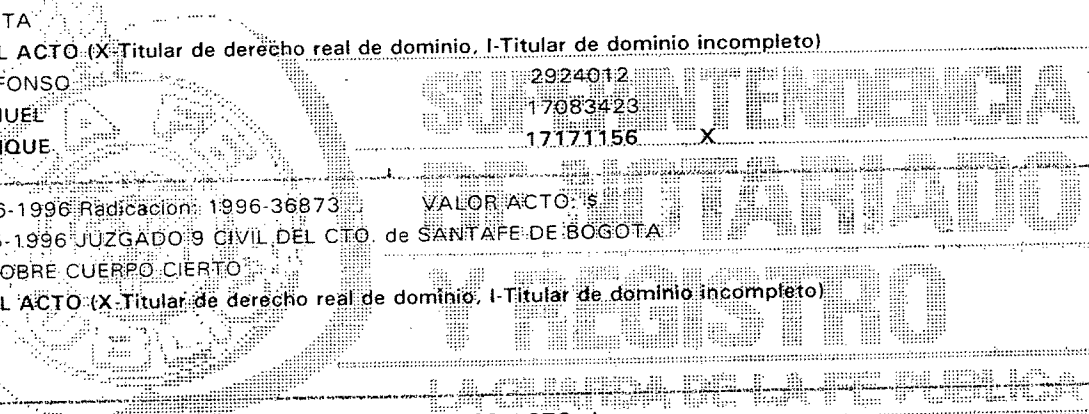 TA
L ACTO (X-Titular de derecho real de dominio, I-Titular de dominio incompleto)
FONSO 2924012
NUEL 17083423
IQUE 17171156 X
6-1996 Radicacion: 1996-36873 VALOR ACTO: $
-1996 JUZGADO 9 CIVIL DEL CTO. de SANTAFE DE BOGOTA
OBRE CUERPO CIERTO
L ACTO (X-Titular de derecho real de dominio, I-Titular de dominio incompleto)
SUPERINTENDENCIA
DE NOTARIADO
Y REGISTRO
LA GUARDA DE LA FE PUBLICA